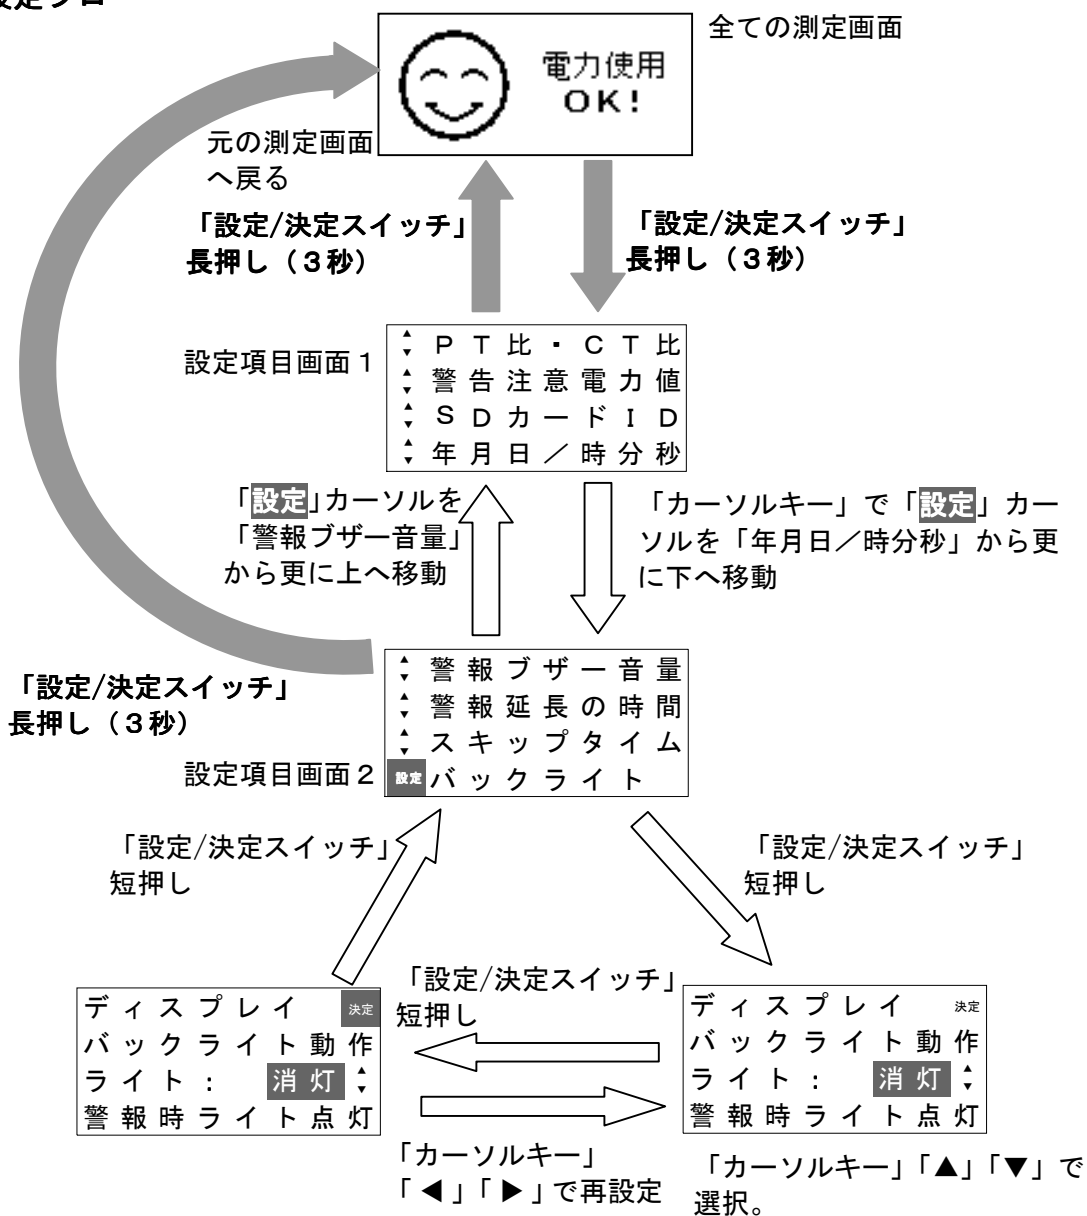 設定フロー
全ての測定画面
電力使用
OK!
元の測定画面
へ戻る
「設定/決定スイッチ」
長押し（３秒）
「設定/決定スイッチ」
長押し（３秒）
設定項目画面１
ＰＴ比・ＣＴ比
警告注意電力値
ＳＤカードＩＤ
年月日／時分秒
「設定」カーソルを
「警報ブザー音量」
から更に上へ移動
「カーソルキー」で「設定」カー
ソルを「年月日／時分秒」から更
に下へ移動
「設定/決定スイッチ」
長押し（３秒）
設定項目画面２
警報ブザー音量
警報延長の時間
スキップタイム
設定バックライト
「設定/決定スイッチ」
短押し
「設定/決定スイッチ」
短押し
ディスプレイ 決定
バックライト動作
ライト： 消灯
警報時ライト点灯
「設定/決定スイッチ」
短押し
ディスプレイ 決定
バックライト動作
ライト： 消灯
警報時ライト点灯
「カーソルキー」
「◀」「▶」で再設定
「カーソルキー」「▲」「▼」で
選択。